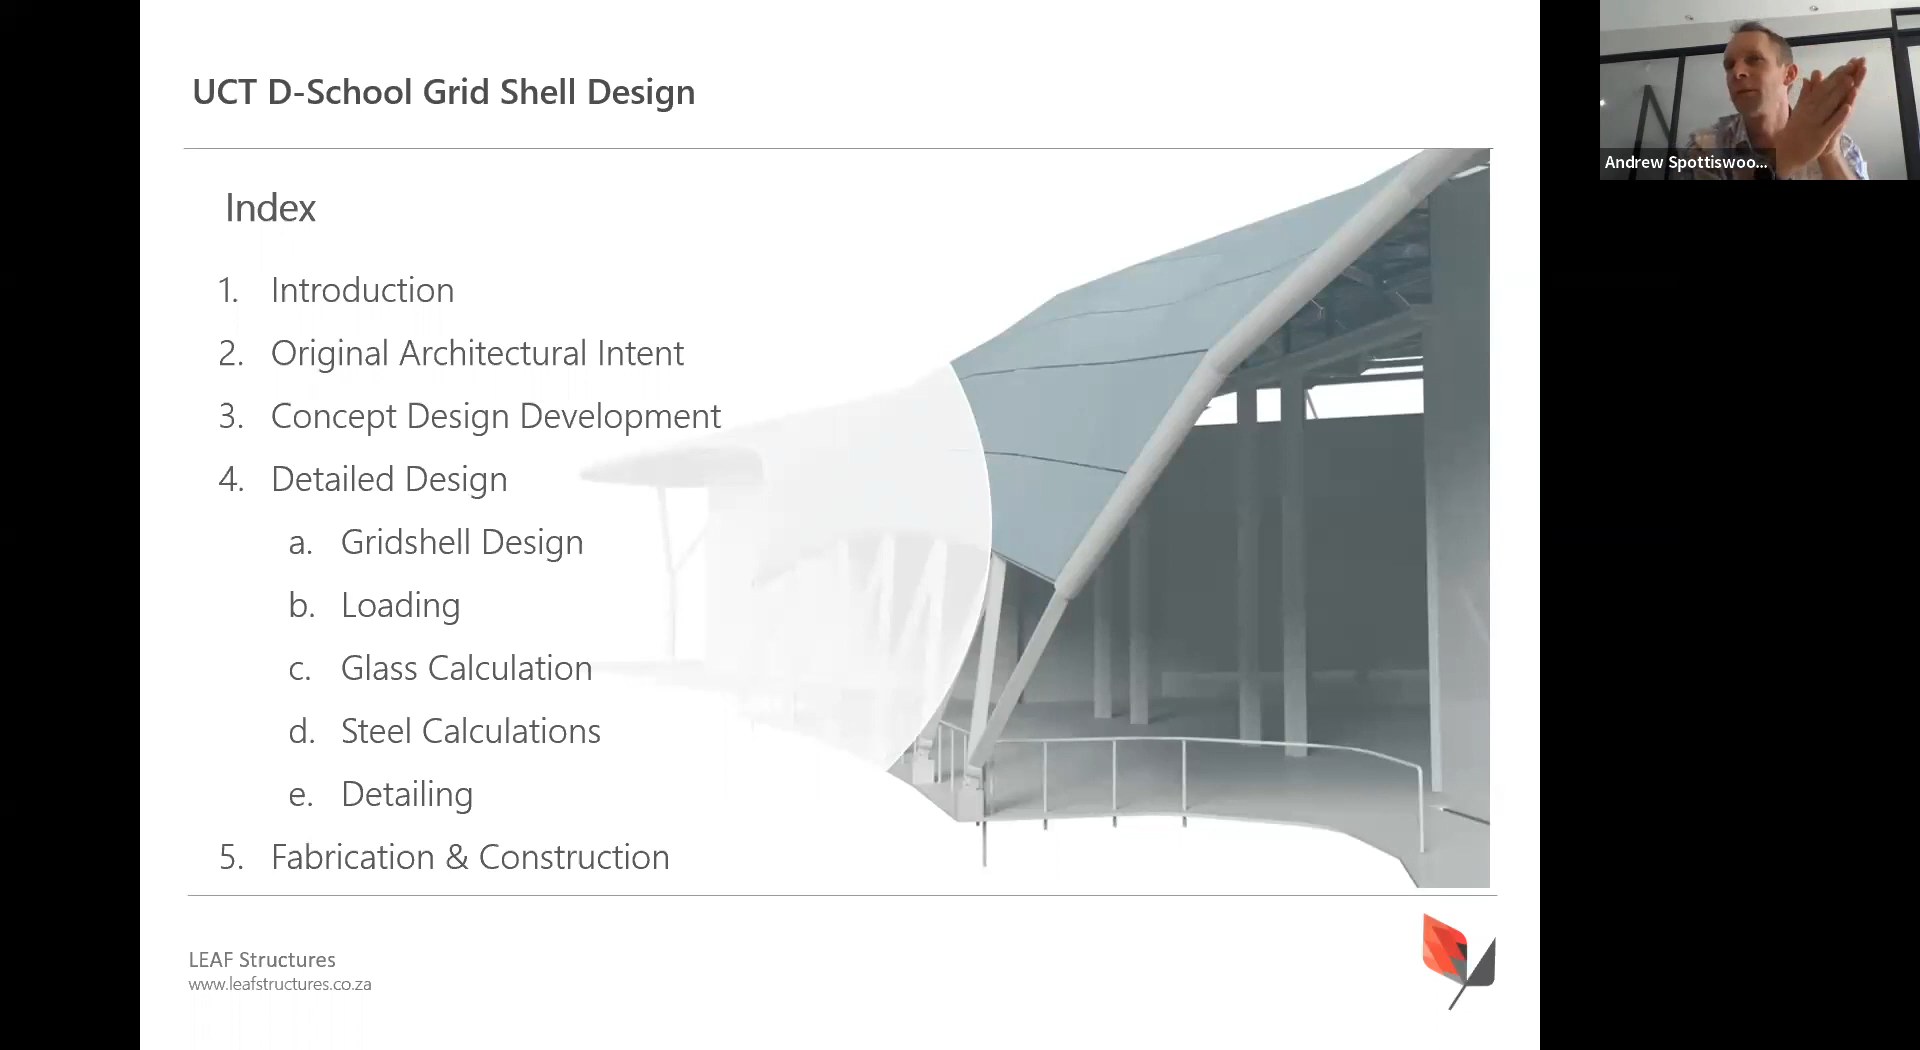 UCT D-School Grid Shell Design
Andrew Spottiswoo...
Index
1. Introduction
2. Original Architectural Intent
3. Concept Design Development
4. Detailed Design
a. Gridshell Design
b. Loading
c. Glass Calculation
d. Steel Calculations
e. Detailing
5. Fabrication & Construction
LEAF Structures
www.leafstructures.co.za